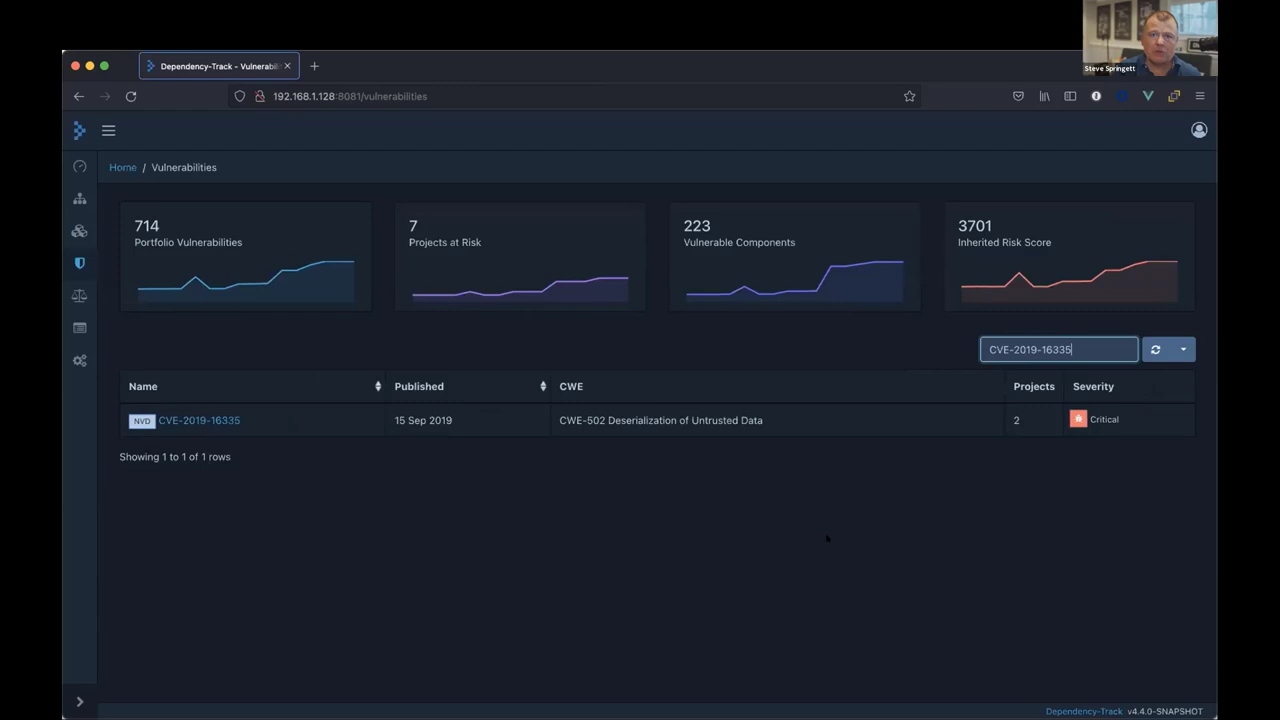 Steve Springett
Dependency-Track - Vulnerabili
192.168.1.128:8081/vulnerabilities
Home / Vulnerabilities
714
Portfolio Vulnerabilities
7
Projects at Risk
223
Vulnerable Components
3701
Inherited Risk Score
CVE-2019-16335
Name Published CWE Projects Severity
NVD CVE-2019-16335 15 Sep 2019 CWE-502 Deserialization of Untrusted Data 2 Critical
Showing 1 to 1 of 1 rows
Dependency-Track v4.4.0-SNAPSHOT